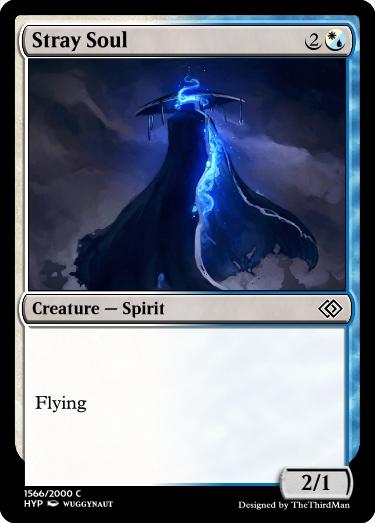 Stray Soul 2
Creature — Spirit
Flying
2/1
1566/2000 C
HYP WUGGYNAUT Designed by TheThirdMan